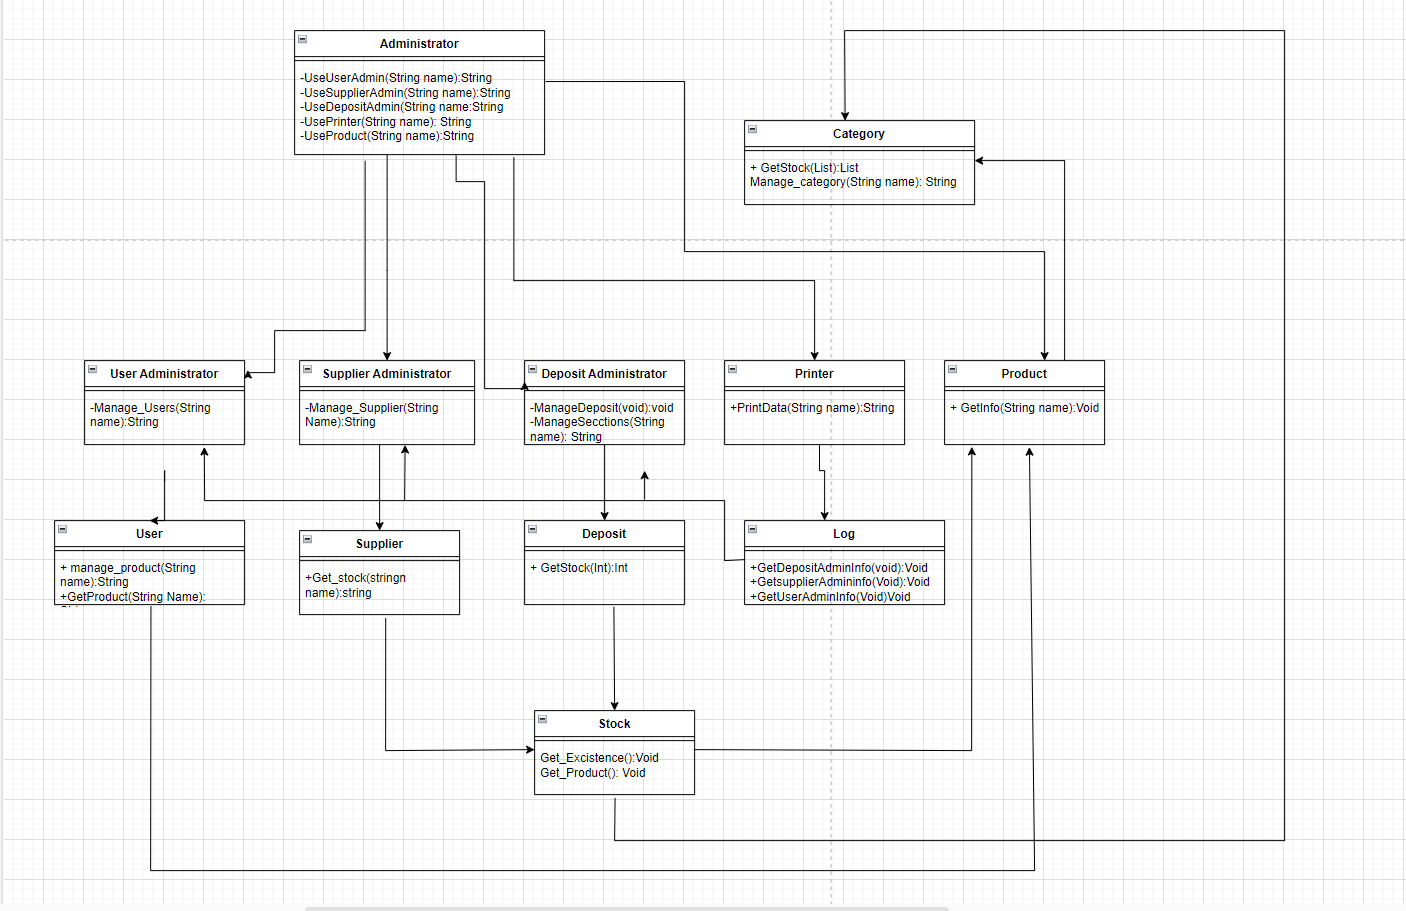 Administrator
-UseUserAdmin(String name):String
-UseSupplierAdmin(String name):String
-UseDepositAdmin(String name:String
-UsePrinter(String name): String
-UseProduct(String name):String
Category
+ GetStock(List):List
Manage_category(String name): String
User Administrator
-Manage_Users(String
name):String
Supplier Administrator
-Manage_Supplier(String
Name):String
Deposit Administrator
-ManageDeposit(void):void
-ManageSecctions(String
name): String
Printer
+PrintData(String name):String
Product
+ GetInfo(String name):Void
User
+ manage_product(String
name):String
+GetProduct(String Name):
Supplier
+Get_stock(stringn
name):string
Deposit
+ GetStock(Int):Int
Log
+GetDepositAdminInfo(void):Void
+GetsupplierAdmininfo(Void):Void
+GetUserAdminInfo(Void)Void
Stock
Get_Excistence():Void
Get_Product(): Void